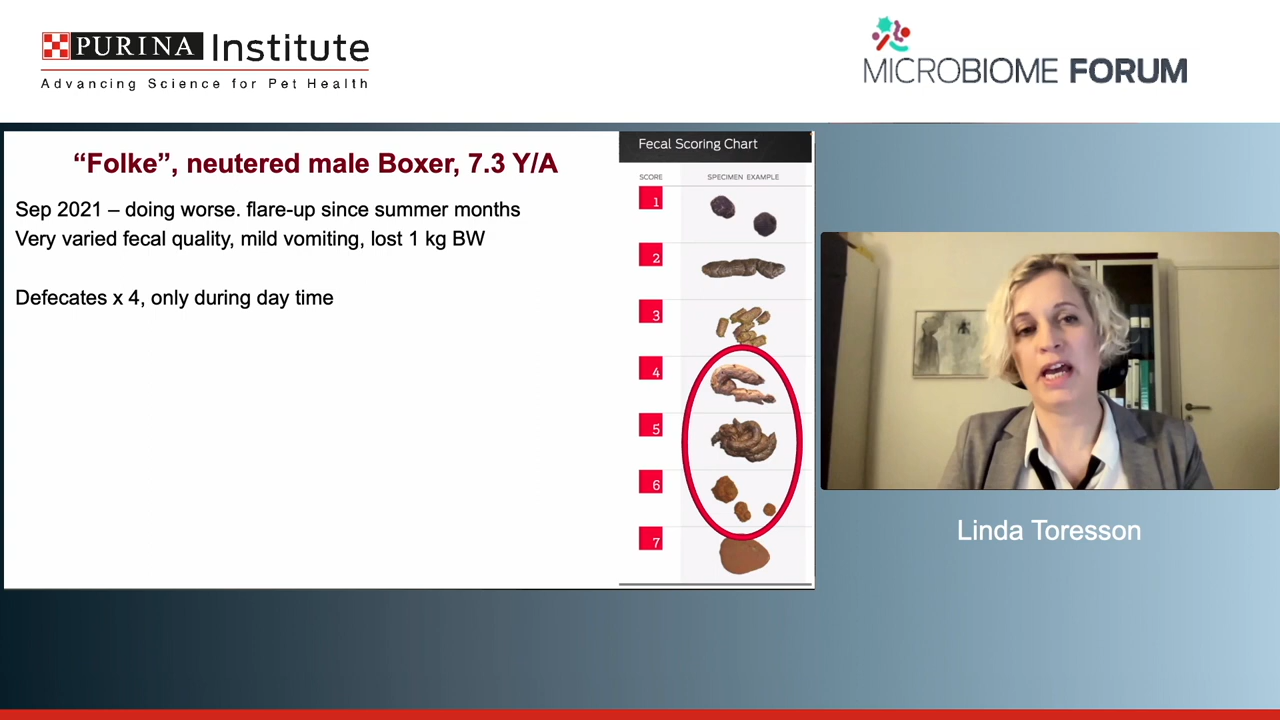 PURINA Institute
Advancing Science for Pet Health
MICROBIOME FORUM
“Folke”, neutered male Boxer, 7.3 Y/A
Sep 2021 – doing worse. flare-up since summer months
Very varied fecal quality, mild vomiting, lost 1 kg BW
Defecates x 4, only during day time
Fecal Scoring Chart
SCORE SPECIMEN EXAMPLE
1
2
3
4
5
6
7
Linda Toresson